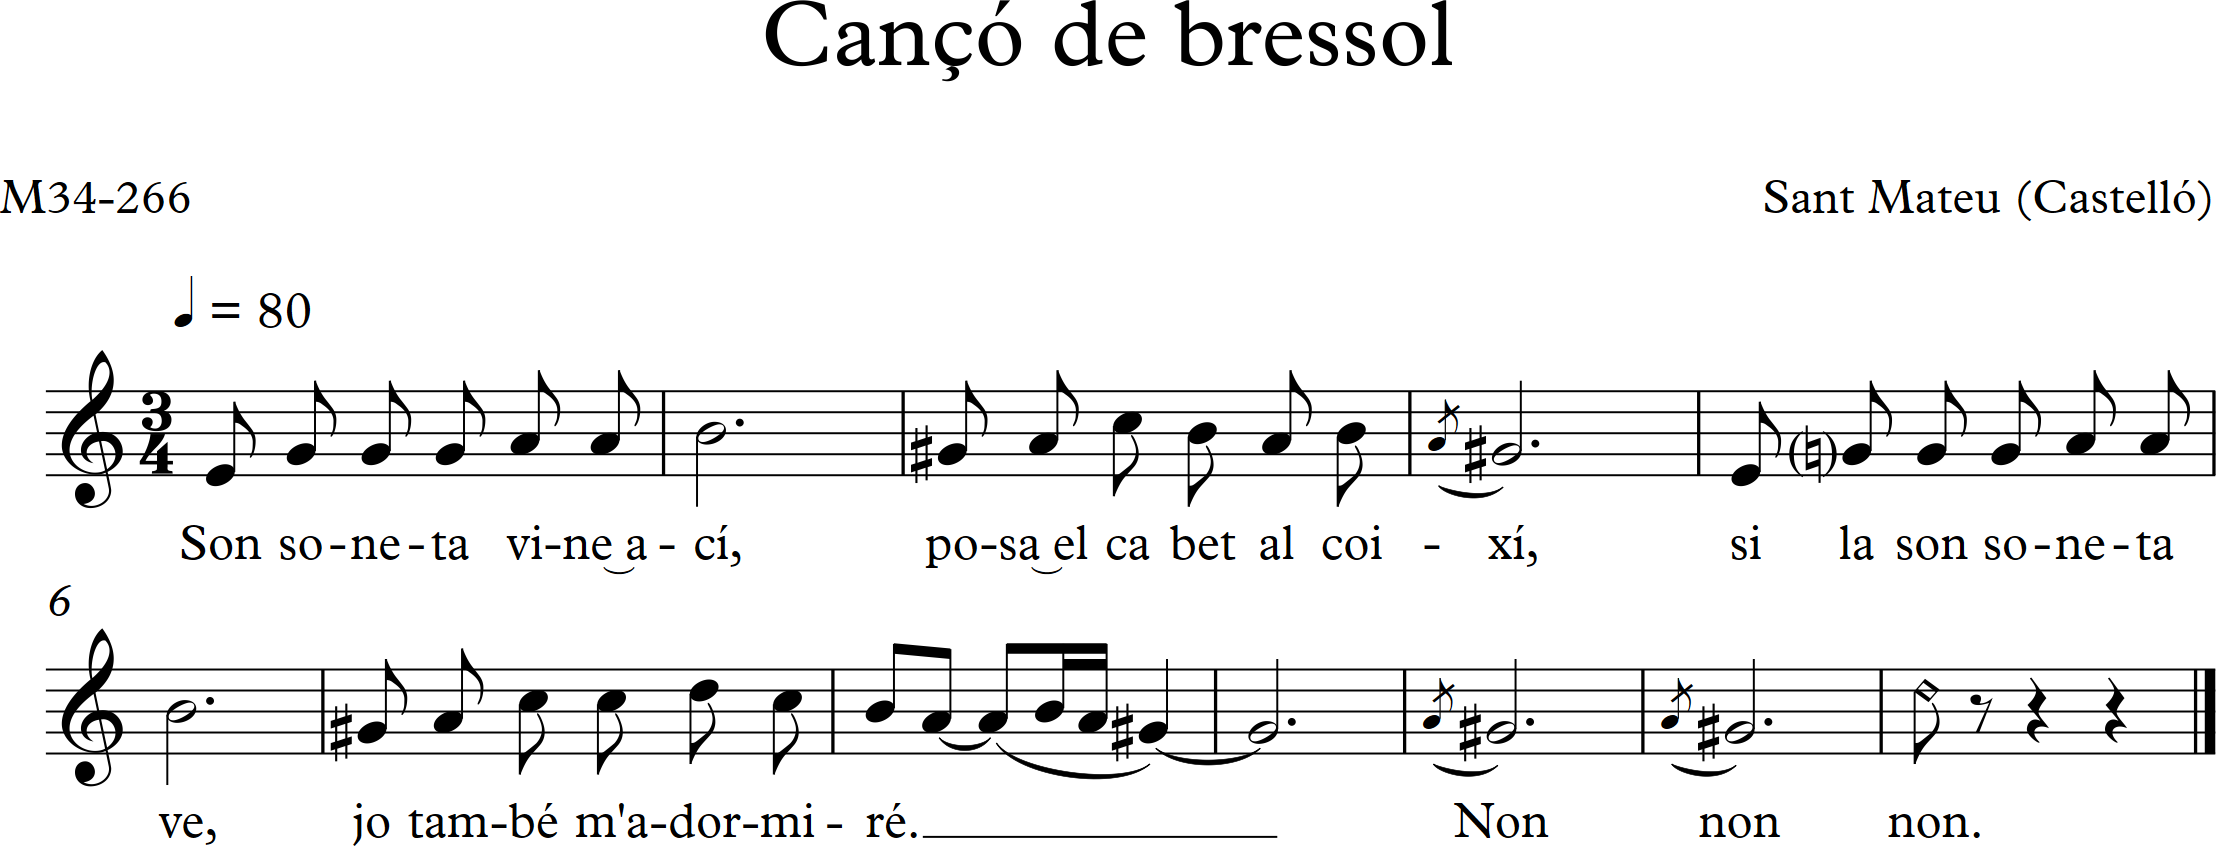 Cançó de bressol
M34-266 Sant Mateu (Castelló)
= 80
3
4
Son so-ne-ta vi-ne‿a-cí, po-sa‿el ca bet al coi - xí, si la son so-ne-ta
6
ve, jo tam-bé m'a-dor-mi - ré. Non non non.